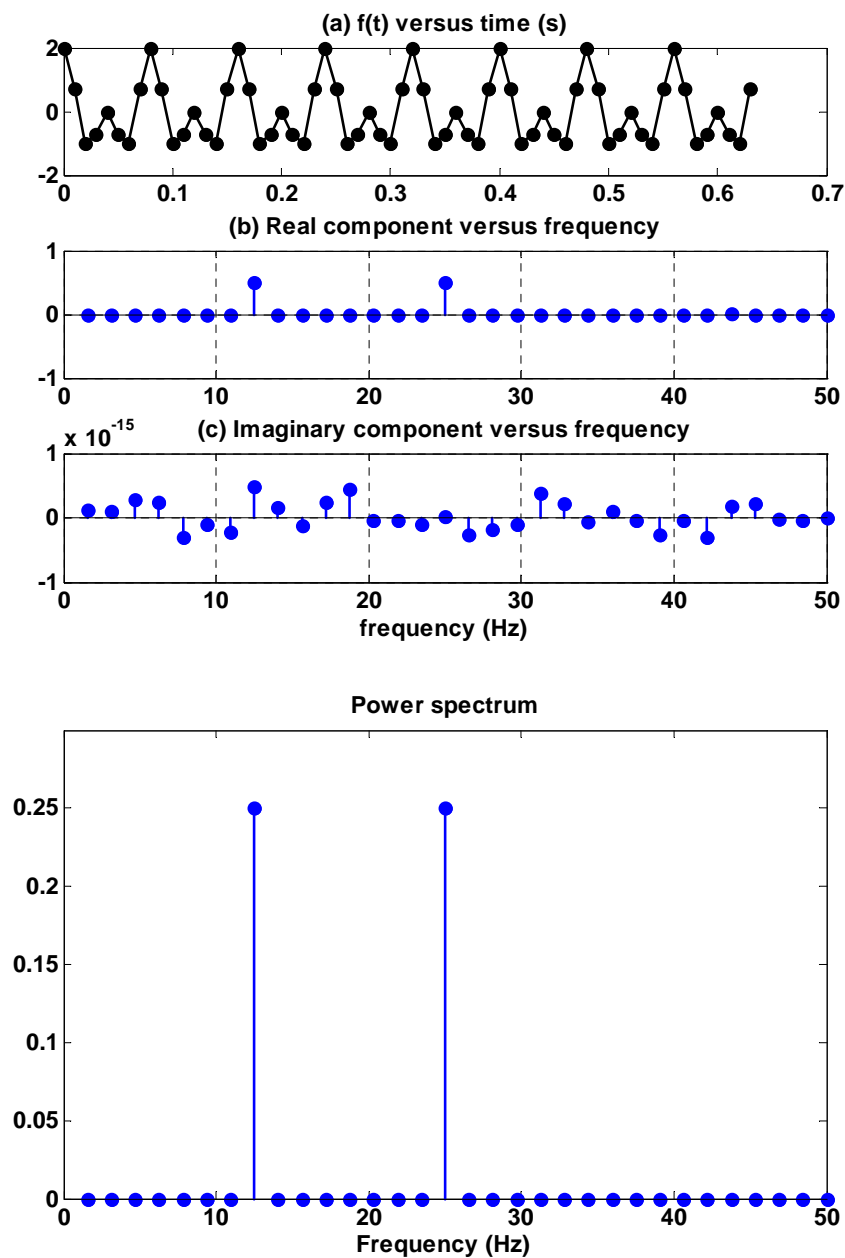 (a) f(t) versus time (s)
2
0
-2
0 0.1 0.2 0.3 0.4 0.5 0.6 0.7
(b) Real component versus frequency
1
0
-1
0 10 20 30 40 50
x 10^-15
(c) Imaginary component versus frequency
1
0
-1
0 10 20 30 40 50
frequency (Hz)
Power spectrum
0.25
0.2
0.15
0.1
0.05
0
0 10 20 30 40 50
Frequency (Hz)